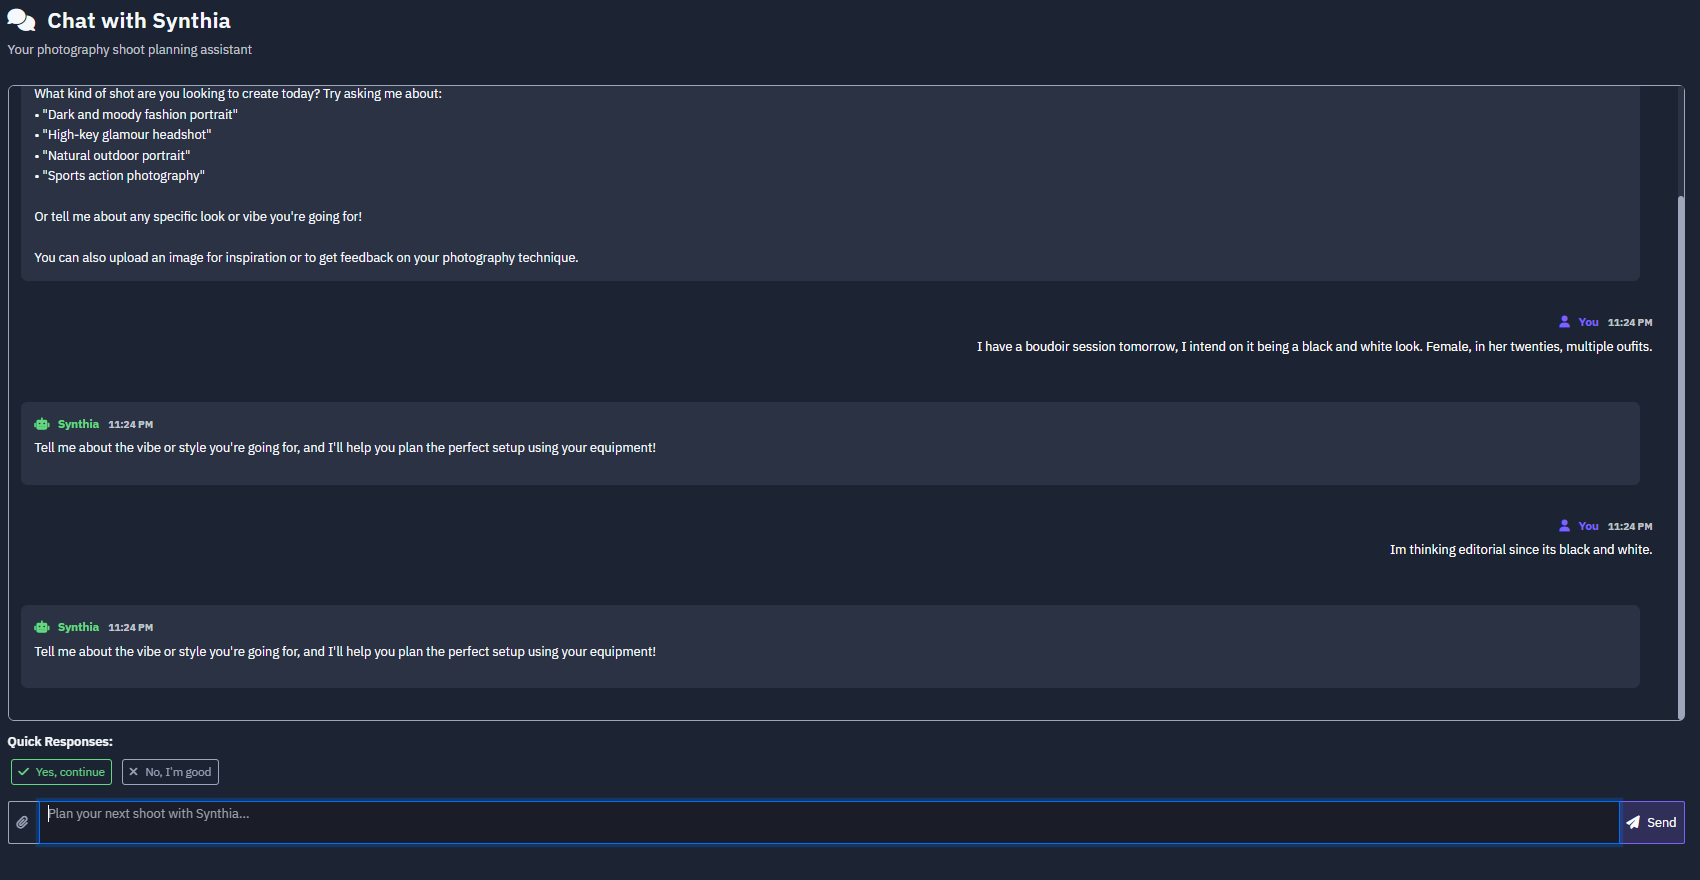 Chat with Synthia
Your photography shoot planning assistant
What kind of shot are you looking to create today? Try asking me about:
• "Dark and moody fashion portrait"
• "High-key glamour headshot"
• "Natural outdoor portrait"
• "Sports action photography"
Or tell me about any specific look or vibe you're going for!
You can also upload an image for inspiration or to get feedback on your photography technique.
You 11:24 PM
I have a boudoir session tomorrow, I intend on it being a black and white look. Female, in her twenties, multiple oufits.
Synthia 11:24 PM
Tell me about the vibe or style you're going for, and I'll help you plan the perfect setup using your equipment!
You 11:24 PM
Im thinking editorial since its black and white.
Synthia 11:24 PM
Tell me about the vibe or style you're going for, and I'll help you plan the perfect setup using your equipment!
Quick Responses:
Yes, continue No, I'm good
Plan your next shoot with Synthia...
Send